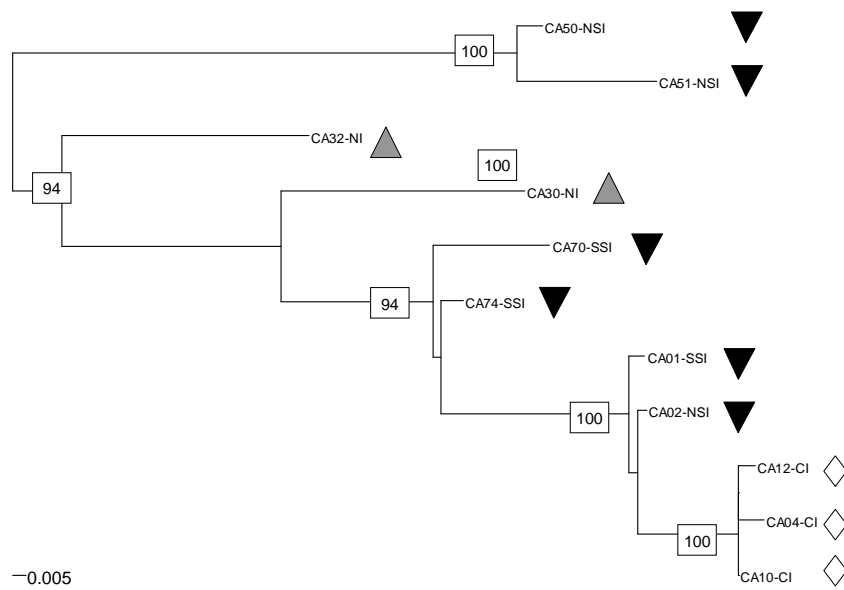 CA50-NSI
100
CA51-NSI
CA32-NI
100
94
CA30-NI
CA70-SSI
94
CA74-SSI
CA01-SSI
100
CA02-NSI
CA12-CI
CA04-CI
100
CA10-CI
0.005